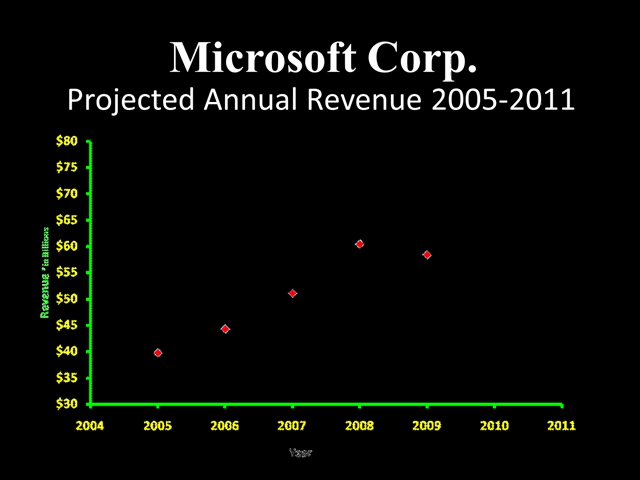 Microsoft Corp.
Projected Annual Revenue 2005-2011
$80
$75
$70
$65
$60
$55
$50
$45
$40
$35
$30
Revenue *in Billions
2004 2005 2006 2007 2008 2009 2010 2011
Year